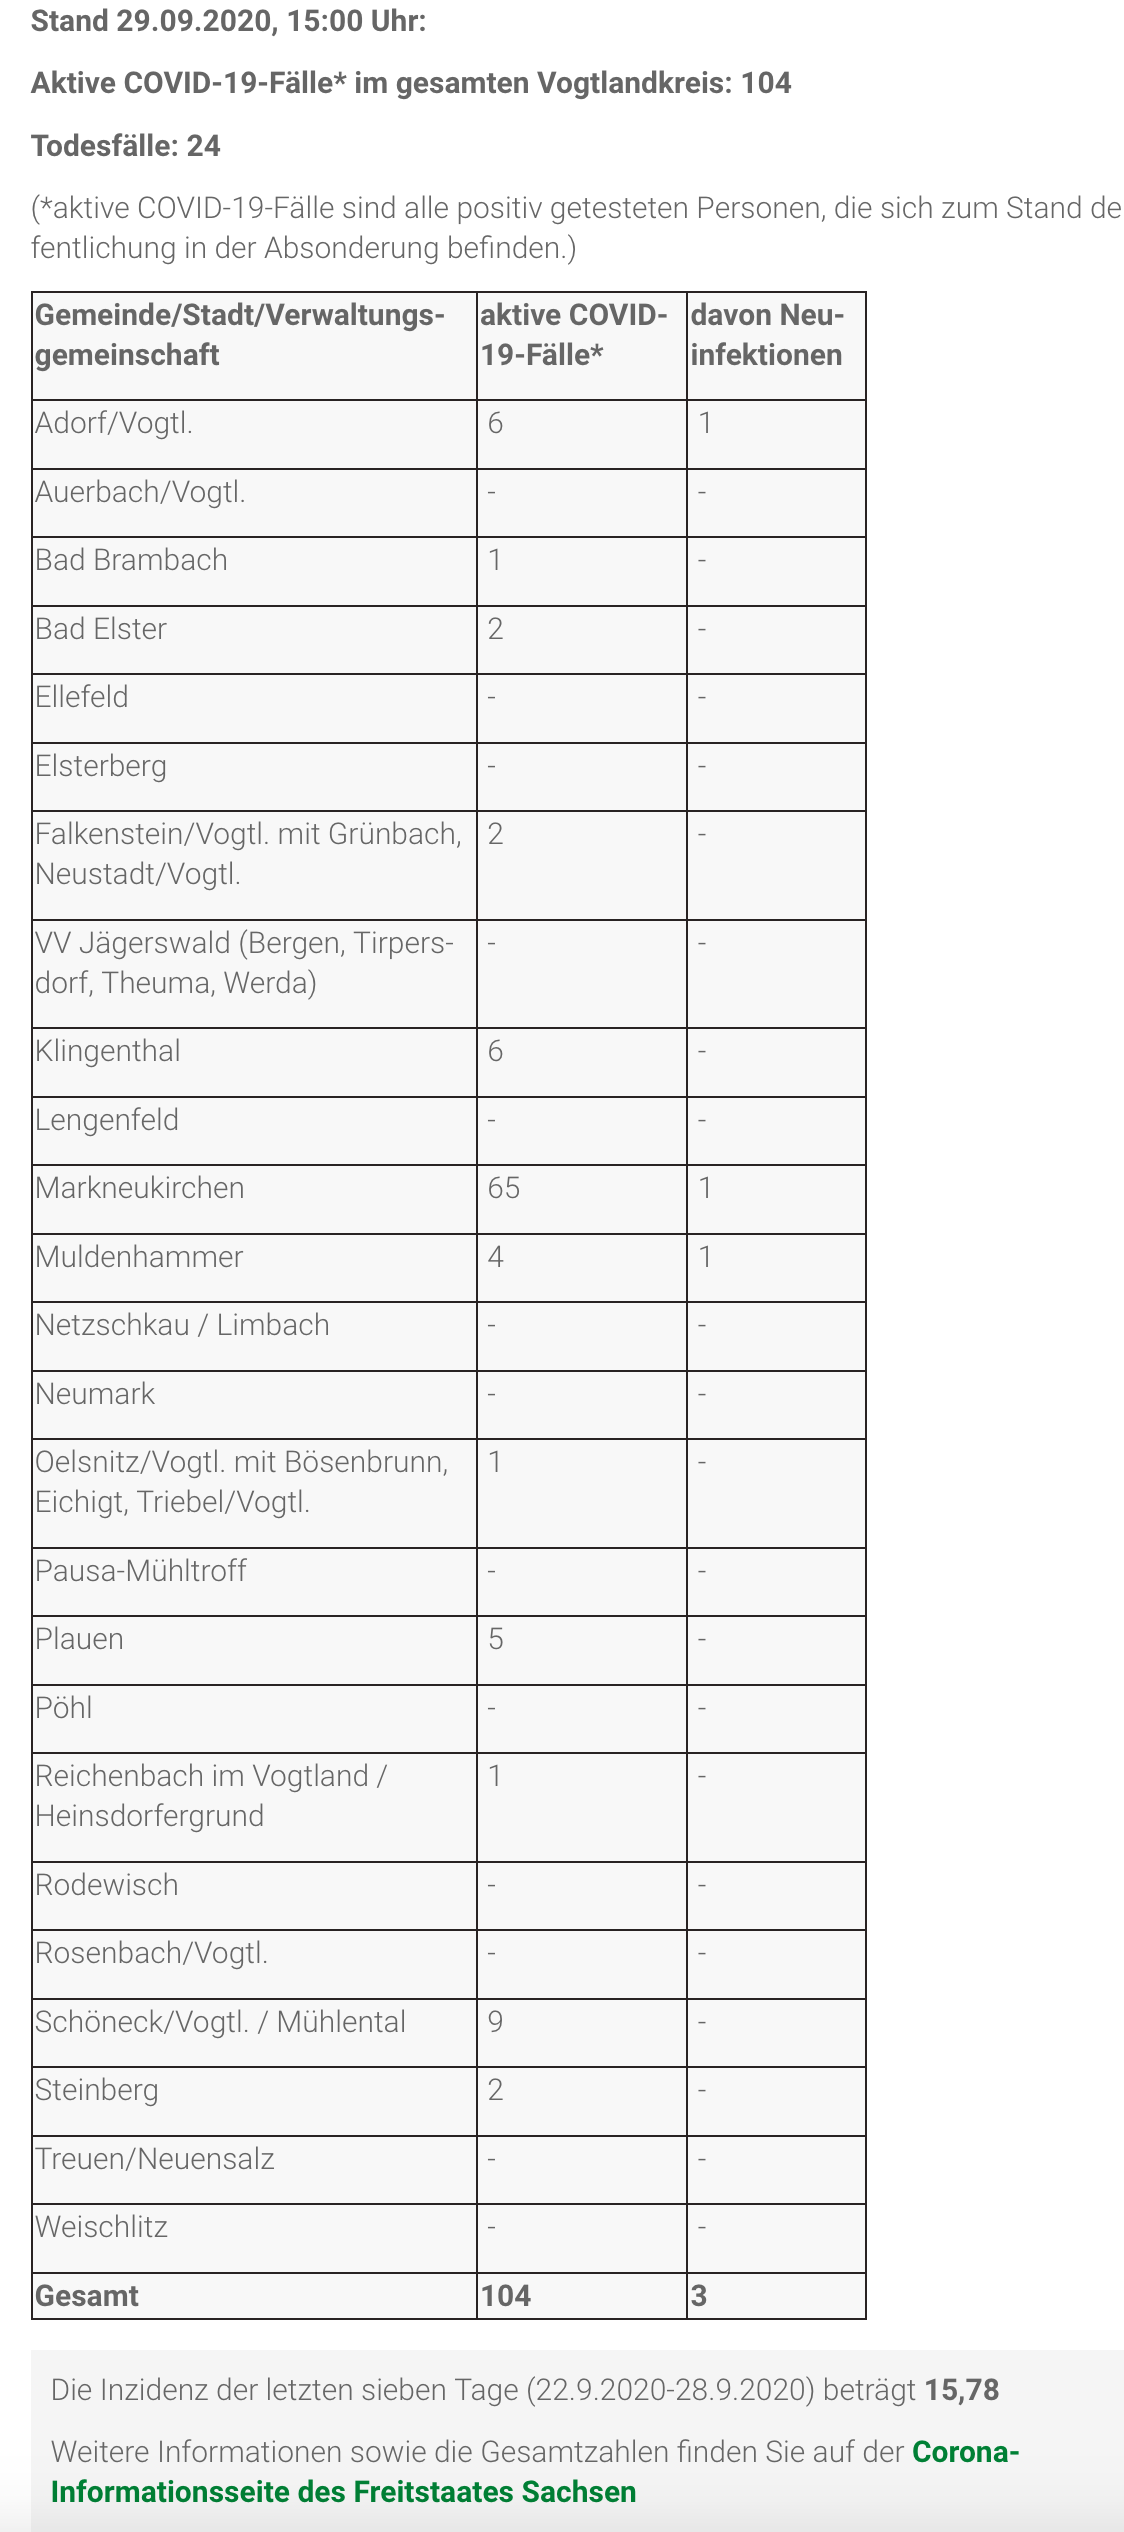 Stand 29.09.2020, 15:00 Uhr:
Aktive COVID-19-Fälle* im gesamten Vogtlandkreis: 104
Todesfälle: 24
(*aktive COVID-19-Fälle sind alle positiv getesteten Personen, die sich zum Stand de
fentlichung in der Absonderung befinden.)
Gemeinde/Stadt/Verwaltungs- aktive COVID- davon Neu-
gemeinschaft 19-Fälle* infektionen
Adorf/Vogtl. 6 1
Auerbach/Vogtl. - -
Bad Brambach 1 -
Bad Elster 2 -
Ellefeld - -
Elsterberg - -
Falkenstein/Vogtl. mit Grünbach, 2 -
Neustadt/Vogtl.
VV Jägerswald (Bergen, Tirpers- - -
dorf, Theuma, Werda)
Klingenthal 6 -
Lengenfeld - -
Markneukirchen 65 1
Muldenhammer 4 1
Netzschkau / Limbach - -
Neumark - -
Oelsnitz/Vogtl. mit Bösenbrunn, 1 -
Eichigt, Triebel/Vogtl.
Pausa-Mühltroff - -
Plauen 5 -
Pöhl - -
Reichenbach im Vogtland / 1 -
Heinsdorfergrund
Rodewisch - -
Rosenbach/Vogtl. - -
Schöneck/Vogtl. / Mühlental 9 -
Steinberg 2 -
Treuen/Neuensalz - -
Weischlitz - -
Gesamt 104 3
Die Inzidenz der letzten sieben Tage (22.9.2020-28.9.2020) beträgt 15,78
Weitere Informationen sowie die Gesamtzahlen finden Sie auf der Corona-
Informationsseite des Freitstaates Sachsen